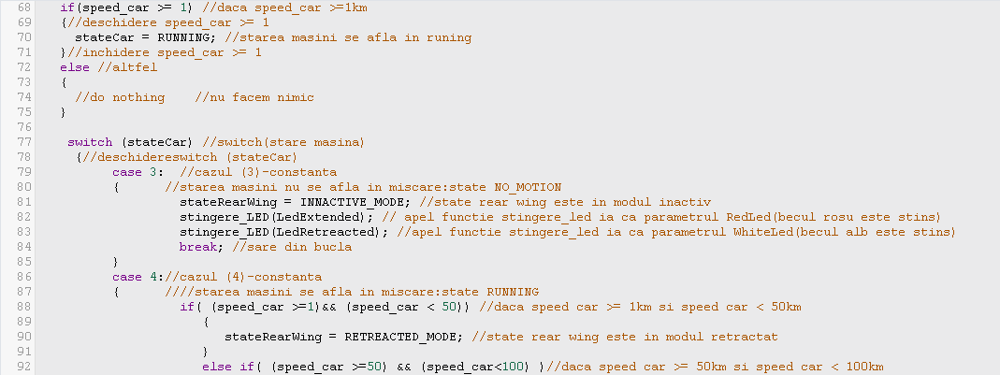 68 if(speed_car >= 1) //daca speed_car >=1km
69 {//deschidere speed_car >= 1
70 stateCar = RUNNING; //starea masini se afla in runing
71 }//inchidere speed_car >= 1
72 else //altfel
73 {
74 //do nothing //nu facem nimic
75 }
76
77 switch (stateCar) //switch(stare masina)
78 {//deschidereswitch (stateCar)
79 case 3: //cazul (3)-constanta
80 { //starea masini nu se afla in miscare:state NO_MOTION
81 stateRearWing = INNACTIVE_MODE; //state rear wing este in modul inactiv
82 stingere_LED(LedExtended); // apel functie stingere_led ia ca parametrul RedLed(becul rosu este stins)
83 stingere_LED(LedRetreacted); //apel functie stingere_led ia ca parametrul WhiteLed(becul alb este stins)
84 break; //sare din bucla
85 }
86 case 4://cazul (4)-constanta
87 { ////starea masini se afla in miscare:state RUNNING
88 if( (speed_car >=1)&& (speed_car < 50)) //daca speed car >= 1km si speed car < 50km
89 {
90 stateRearWing = RETREACTED_MODE; //state rear wing este in modul retractat
91 }
92 else if( (speed_car >=50) && (speed_car<100) )//daca speed_car >= 50km si speed_car < 100km